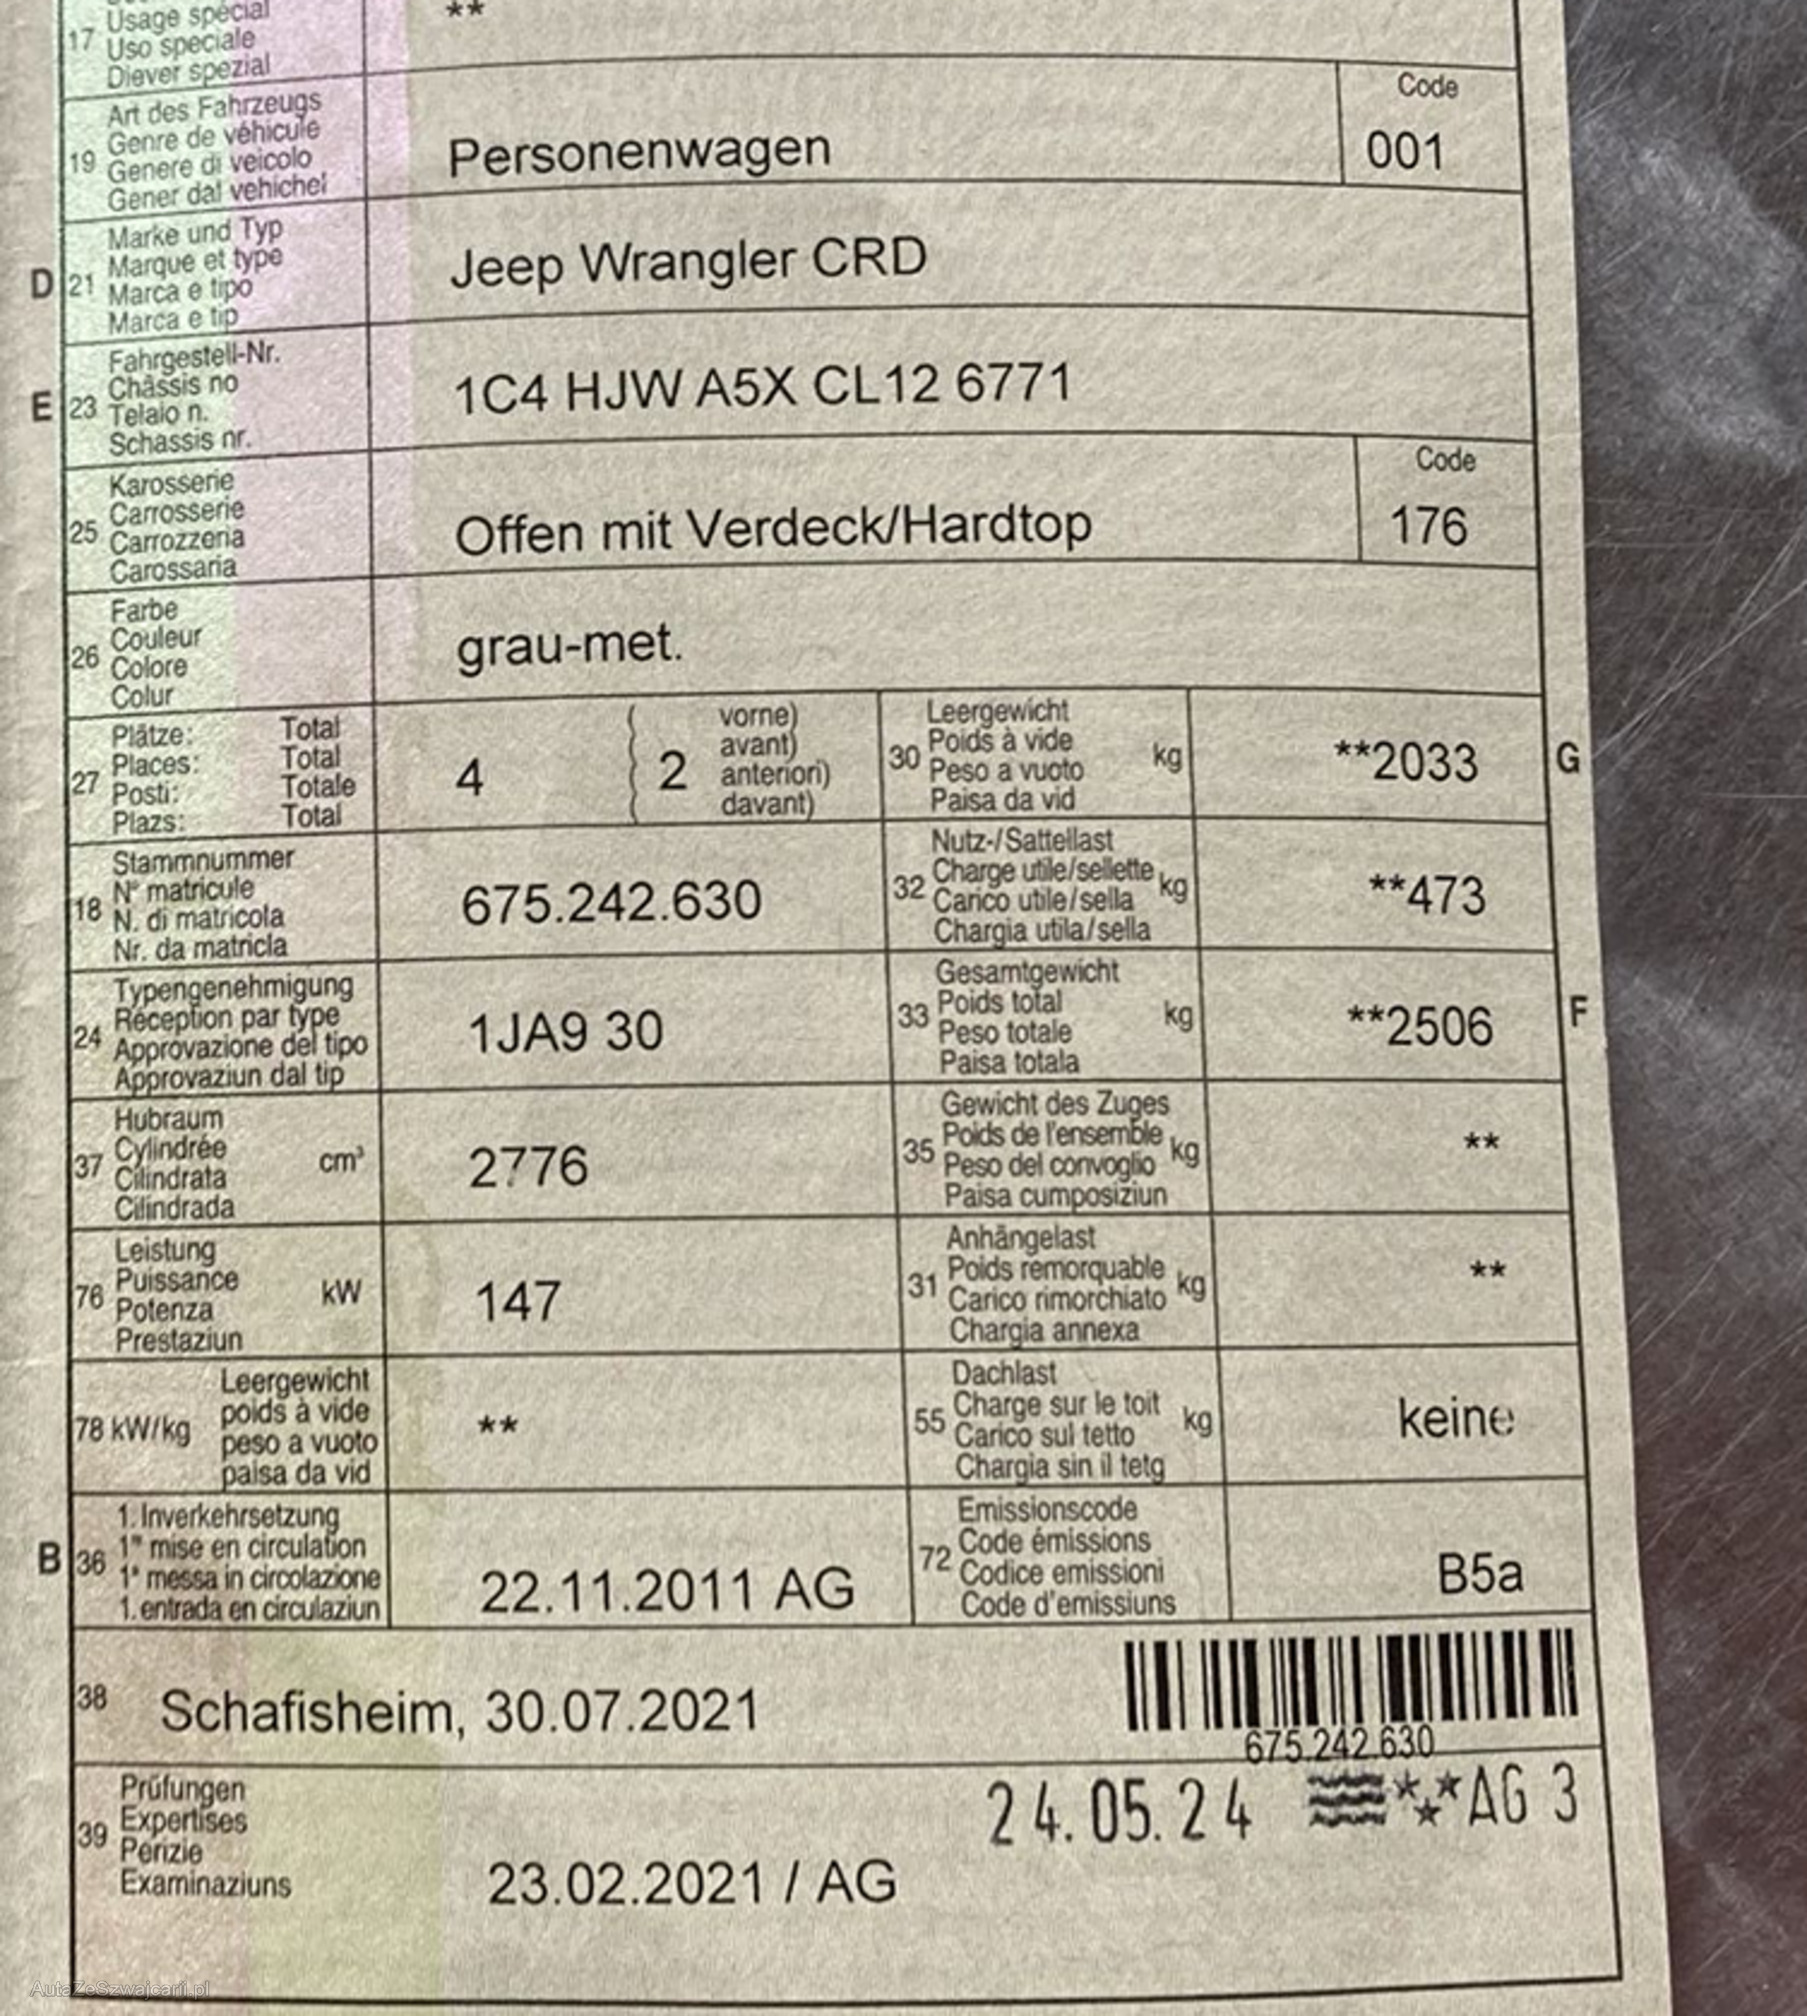 17 Usage spécial **
Uso speciale
Diever spezial
Art des Fahrzeugs
Genre de véhicule
19 Genere di veicolo
Gener dal vehichel
Personenwagen
Code
001
Marke und Typ
Marque et type
D 21 Marca e tipo
Marca e tip
Jeep Wrangler CRD
Fahrgestell-Nr.
Châssis no
E 23 Telaio n.
Schassis nr.
1C4 HJW A5X CL12 6771
Karosserie
Carrosserie
25 Carrozzeria
Carossaria
Offen mit Verdeck/Hardtop
Code
176
Farbe
Couleur
26 Colore
Colur
grau-met.
Plätze: Total
Places: Total
27 Posti: Totale
Plazs: Total
4
2
vorne)
avant)
anteriori)
davant)
Leergewicht
30 Poids à vide kg
Peso a vuoto
Paisa da vid
**2033 G
Stammnummer
N° matricule
18 N. di matricola
Nr. da matricla
675.242.630
Nutz-/Sattellast
32 Charge utile/sellette kg
Carico utile/sella
Chargia utila/sella
**473
Typengenehmigung
Réception par type
24 Approvazione del tipo
Approvaziun dal tip
1JA9 30
Gesamtgewicht
33 Poids total kg
Peso totale
Paisa totala
**2506 F
Hubraum
37 Cylindrée cm³
Cilindrata
Cilindrada
2776
Gewicht des Zuges
35 Poids de l'ensemble kg
Peso del convoglio
Paisa cumposiziun
**
Leistung
76 Puissance kW
Potenza
Prestaziun
147
Anhängelast
31 Poids remorquable kg
Carico rimorchiato
Chargia annexa
**
Leergewicht
78 kW/kg poids à vide
peso a vuoto
paisa da vid
**
Dachlast
55 Charge sur le toit kg
Carico sul tetto
Chargia sin il tetg
keine
1. Inverkehrsetzung
B 36 1re mise en circulation
1a messa in circolazione
1. entrada en circulaziun
22.11.2011 AG
Emissionscode
72 Code émissions
Codice emissioni
Code d'emissiuns
B5a
38 Schafisheim, 30.07.2021
675.242.630
Prüfungen
Expertises
39 Perizie
Examinaziuns
24.05.24 AG 3
23.02.2021 / AG
AutaZeSzwajcarii.pl